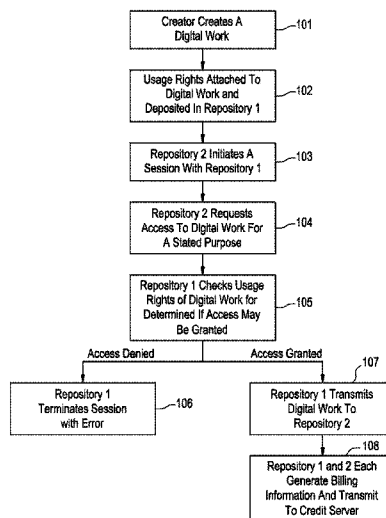 Creator Creates A
Digital Work
101
Usage Rights Attached To
Digital Work and
Deposited In Repository 1
102
Repository 2 Initiates A
Session With Repository 1
103
Repository 2 Requests
Access To Digital Work For
A Stated Purpose
104
Repository 1 Checks Usage
Rights of Digital Work for
Determined If Access May
Be Granted
105
Access Denied
Access Granted
Repository 1
Terminates Session
with Error
106
107
Repository 1 Transmits
Digital Work To
Repository 2
108
Repository 1 and 2 Each
Generate Billing
Information And Transmit
To Credit Server